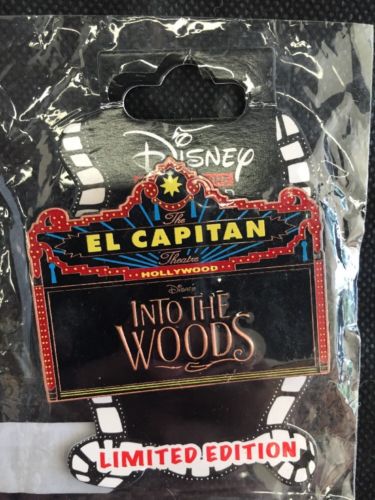 Disney
The
EL CAPITAN
Theatre
HOLLYWOOD
Disney
INTO THE
WOODS
LIMITED EDITION